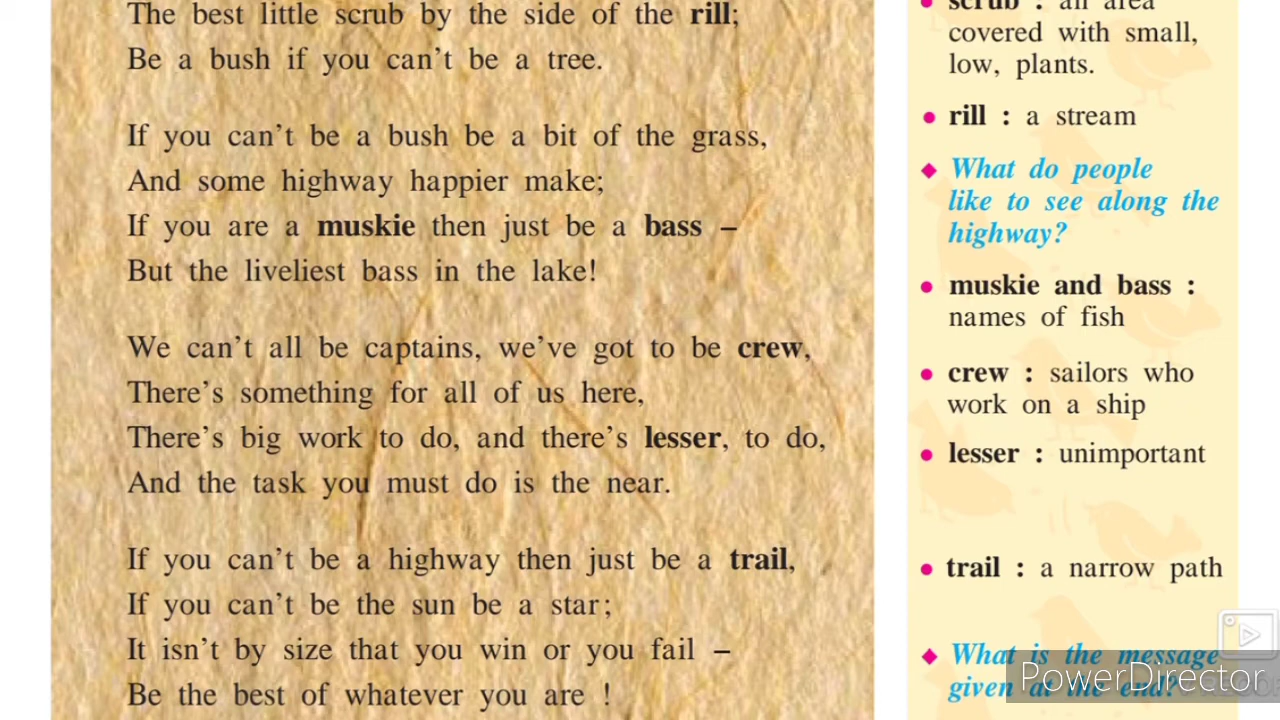 The best little scrub by the side of the rill;
Be a bush if you can't be a tree.
If you can't be a bush be a bit of the grass,
And some highway happier make;
If you are a muskie then just be a bass –
But the liveliest bass in the lake!
We can't all be captains, we've got to be crew,
There's something for all of us here,
There's big work to do, and there's lesser, to do,
And the task you must do is the near.
If you can't be a highway then just be a trail,
If you can't be the sun be a star;
It isn't by size that you win or you fail –
Be the best of whatever you are !
• scrub : an area
covered with small,
low, plants.
• rill : a stream
◆ What do people
like to see along the
highway?
• muskie and bass :
names of fish
• crew : sailors who
work on a ship
• lesser : unimportant
• trail : a narrow path
◆ What is the message
given at the end?
PowerDirector